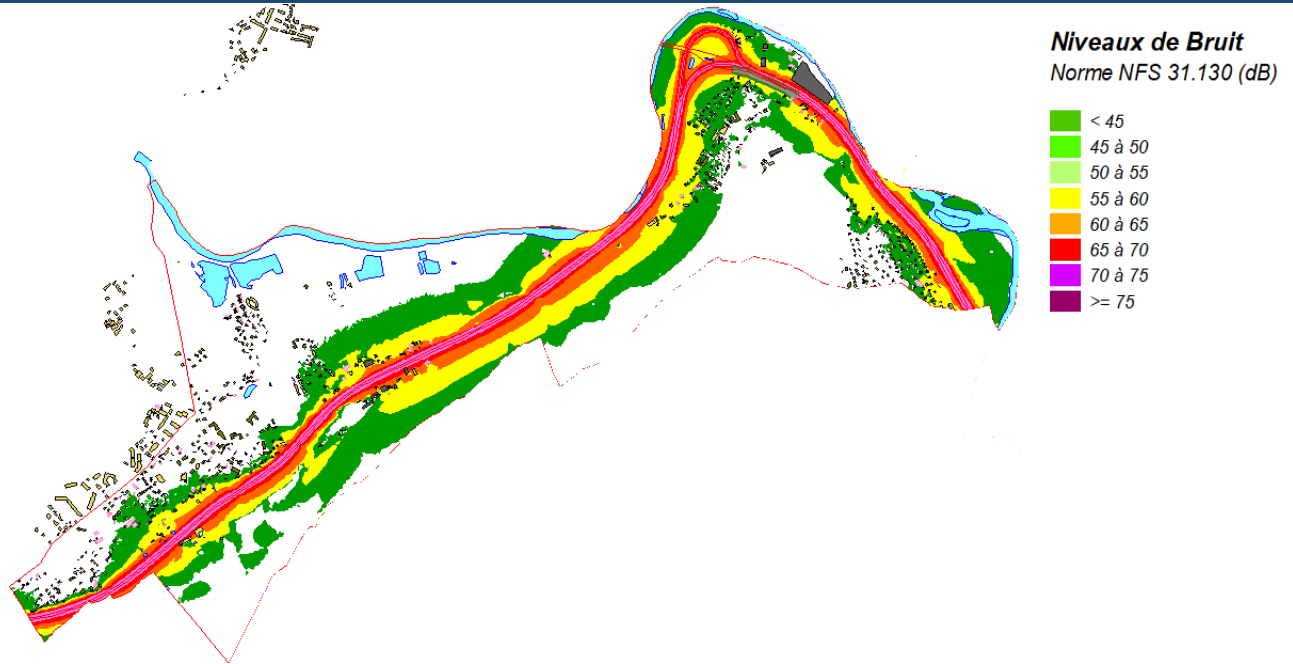 Niveaux de Bruit
Norme NFS 31.130 (dB)
< 45
45 à 50
50 à 55
55 à 60
60 à 65
65 à 70
70 à 75
>= 75